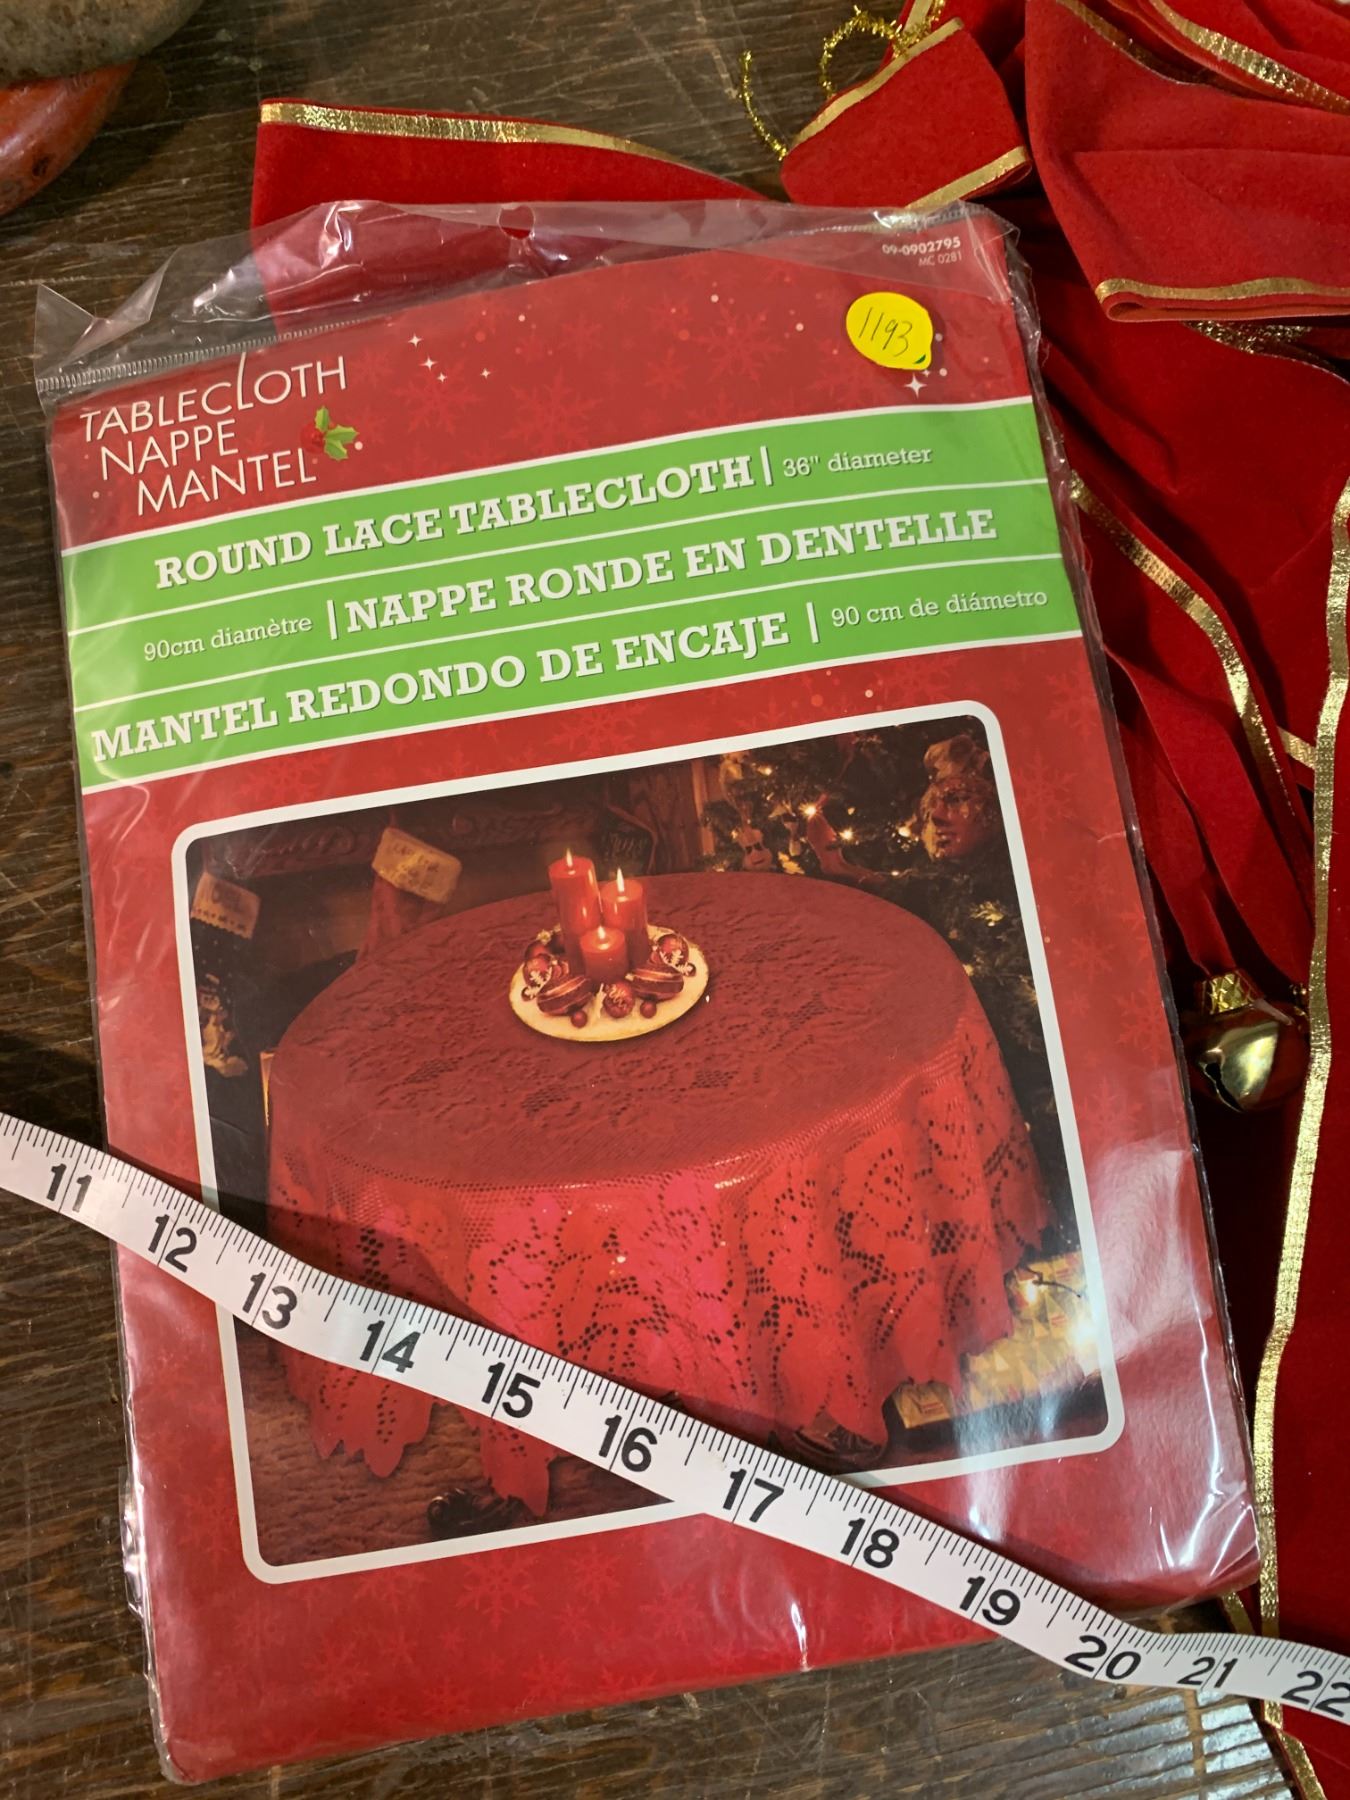 09-0902795
MC 0281
1193
TABLECLOTH
NAPPE
MANTEL
ROUND LACE TABLECLOTH | 36" diameter
90cm diamètre | NAPPE RONDE EN DENTELLE
MANTEL REDONDO DE ENCAJE | 90 cm de diámetro
11 12 13 14 15 16 17 18 19 20 21 22